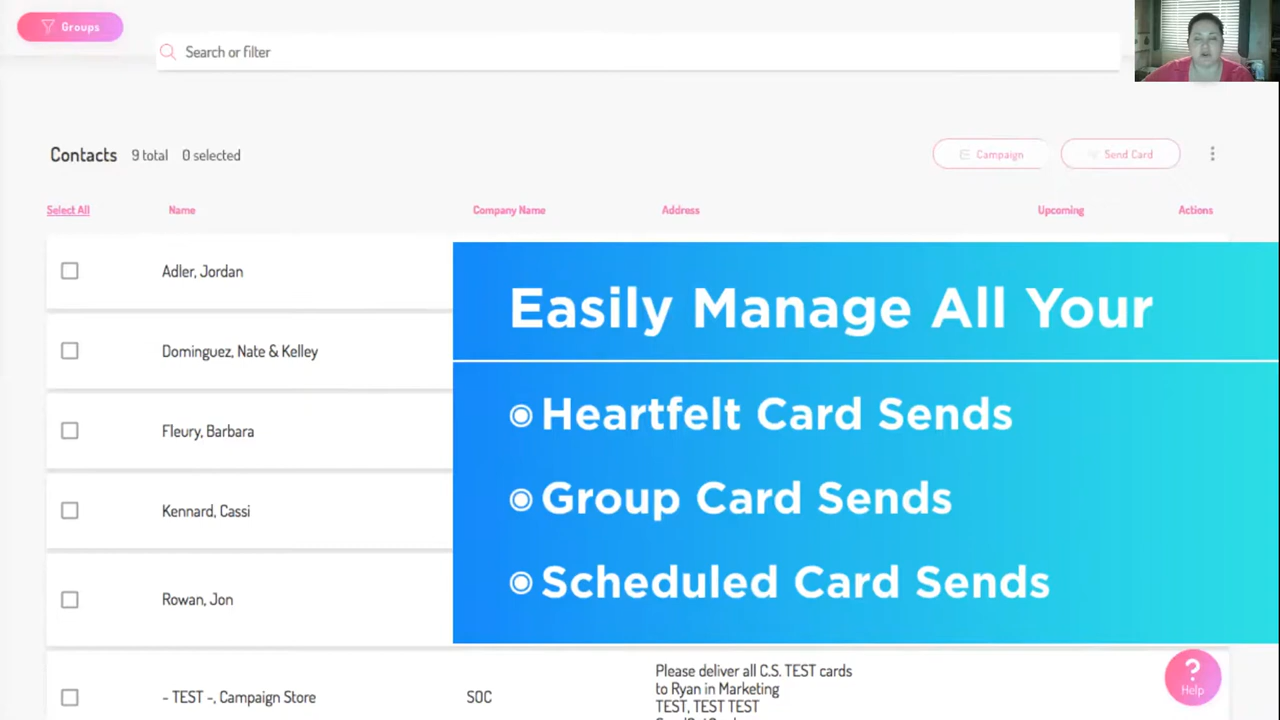 Groups
Search or filter
Contacts 9 total 0 selected
Campaign
Send Card
Select All Name Company Name Address Upcoming Actions
Adler, Jordan
Dominguez, Nate & Kelley
Fleury, Barbara
Kennard, Cassi
Rowan, Jon
Easily Manage All Your
Heartfelt Card Sends
Group Card Sends
Scheduled Card Sends
- TEST -, Campaign Store
SOC
Please deliver all C.S. TEST cards
to Ryan in Marketing
TEST, TEST TEST
?
Help